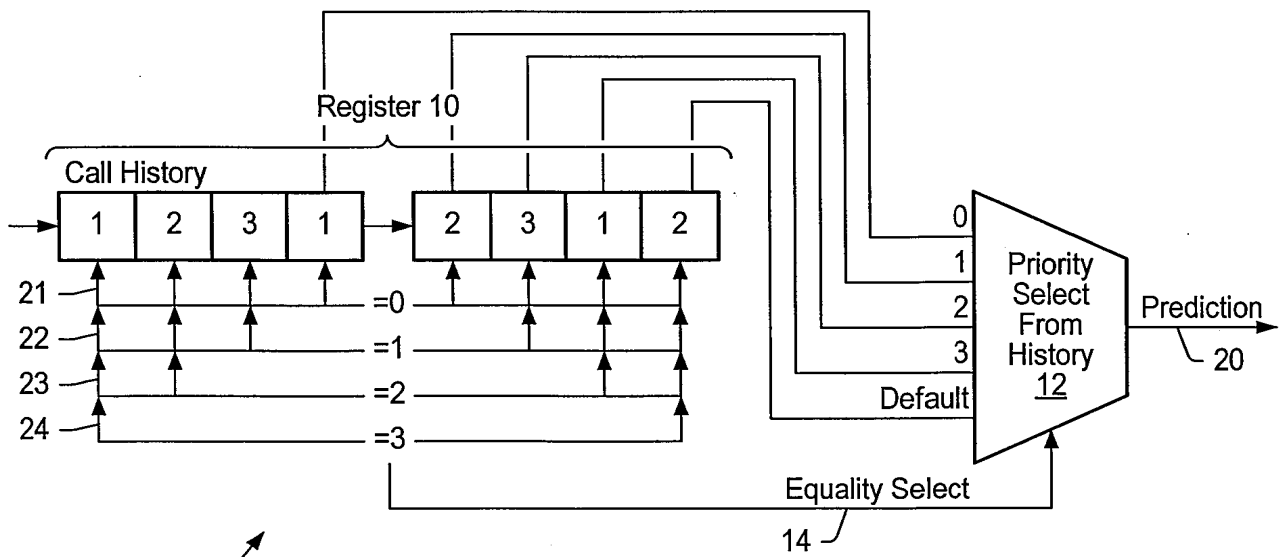 Register 10
Call History
1 2 3 1 2 3 1 2
21
=0
22
=1
23
=2
24
=3
0
1
2
3
Default
Priority
Select
From
History
12
Prediction
20
Equality Select
14